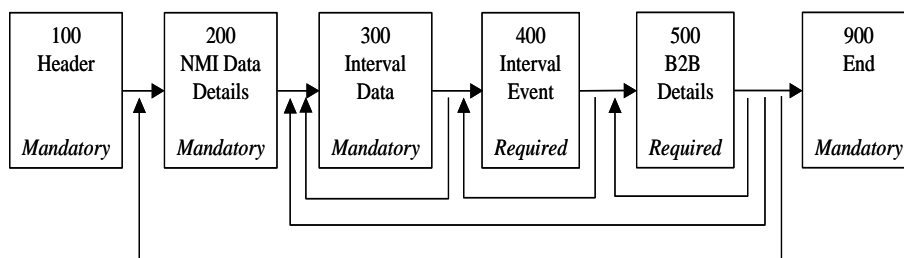 100
Header
Mandatory
200
NMI Data
Details
Mandatory
300
Interval
Data
Mandatory
400
Interval
Event
Required
500
B2B
Details
Required
900
End
Mandatory